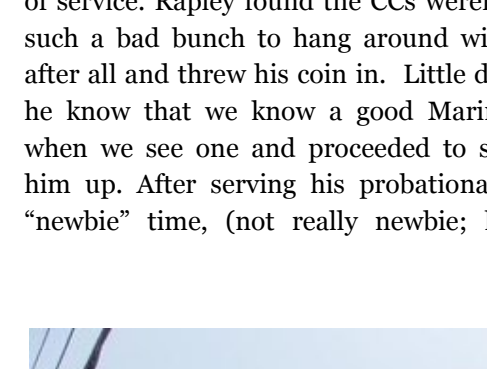 of service. Rapley found the CCs weren
such a bad bunch to hang around wi
after all and threw his coin in. Little d
he know that we know a good Mari
when we see one and proceeded to s
him up. After serving his probationa
“newbie” time, (not really newbie;